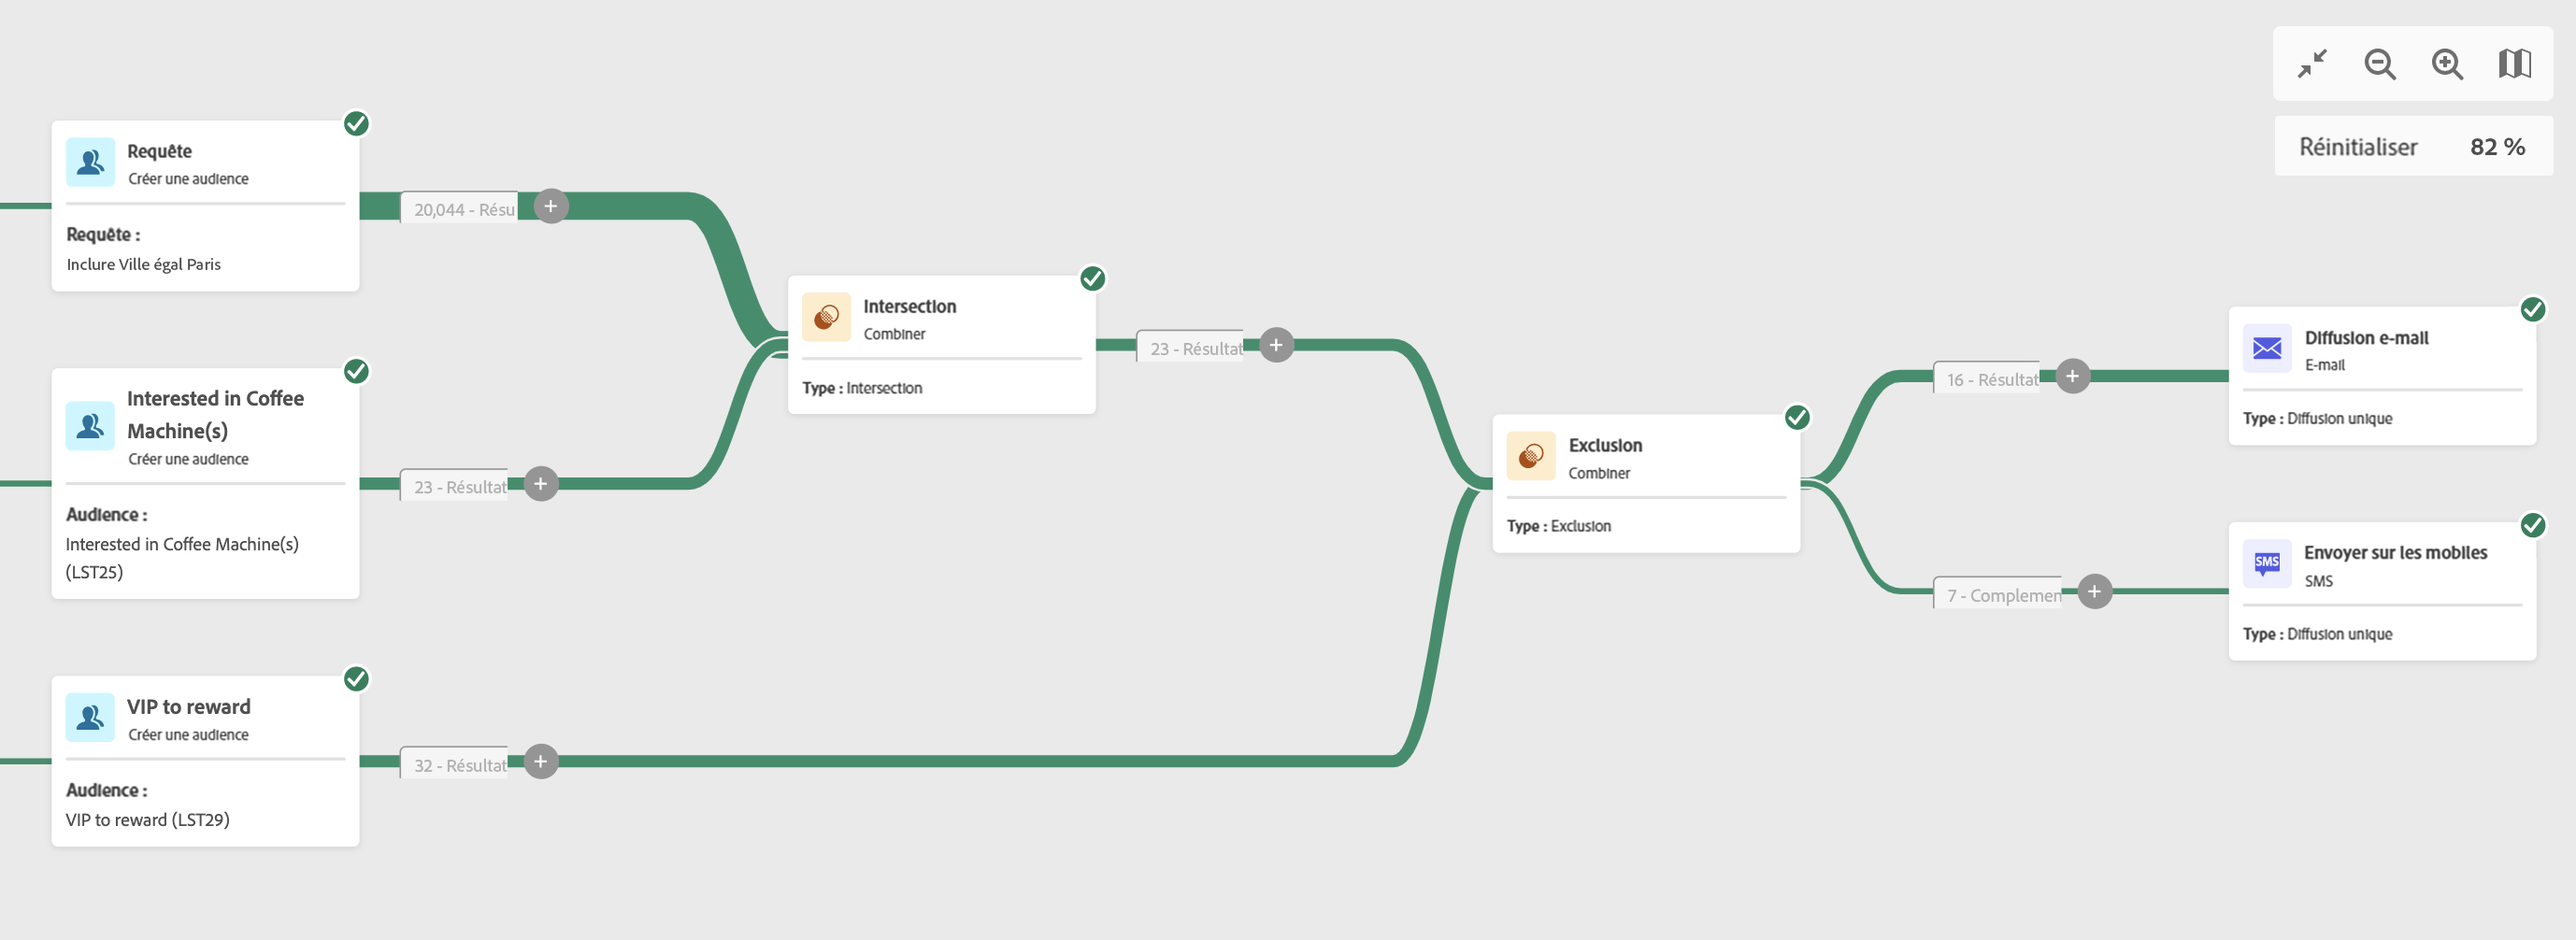 Réinitialiser 82 %
Requête
Créer une audience
Requête :
Inclure Ville égal Paris
20,044 - Résu
Interested in Coffee
Machine(s)
Créer une audience
Audience :
Interested in Coffee Machine(s)
(LST25)
23 - Résultat
VIP to reward
Créer une audience
Audience :
VIP to reward (LST29)
32 - Résultat
Intersection
Combiner
Type : Intersection
23 - Résultat
Exclusion
Combiner
Type : Exclusion
16 - Résultat
7 - Complemen
Diffusion e-mail
E-mail
Type : Diffusion unique
SMS
Envoyer sur les mobiles
SMS
Type : Diffusion unique